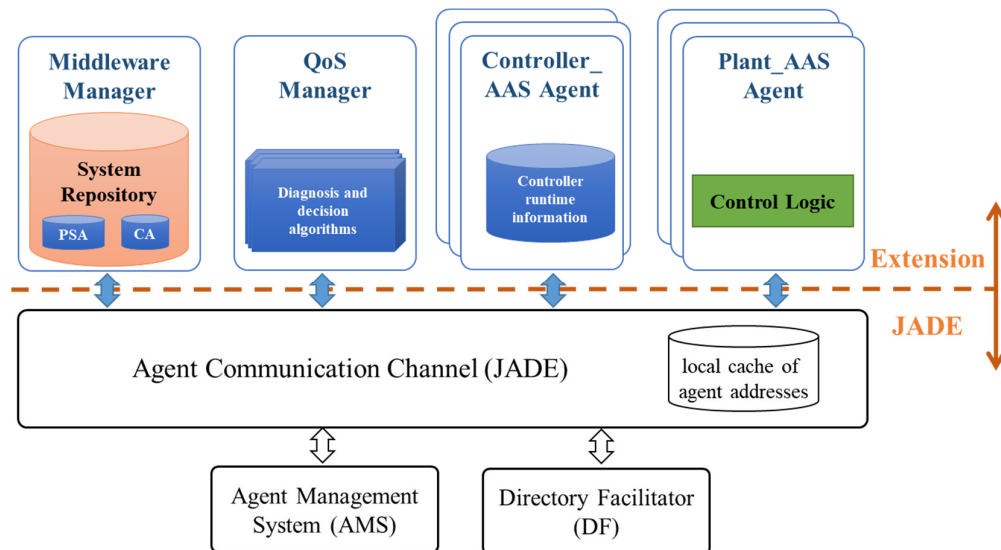 Middleware
Manager
System
Repository
PSA
CA
QoS
Manager
Diagnosis and
decision
algorithms
Controller_
AAS Agent
Controller
runtime
information
Plant_AAS
Agent
Control Logic
Extension
JADE
Agent Communication Channel (JADE)
local cache of
agent addresses
Agent Management
System (AMS)
Directory Facilitator
(DF)